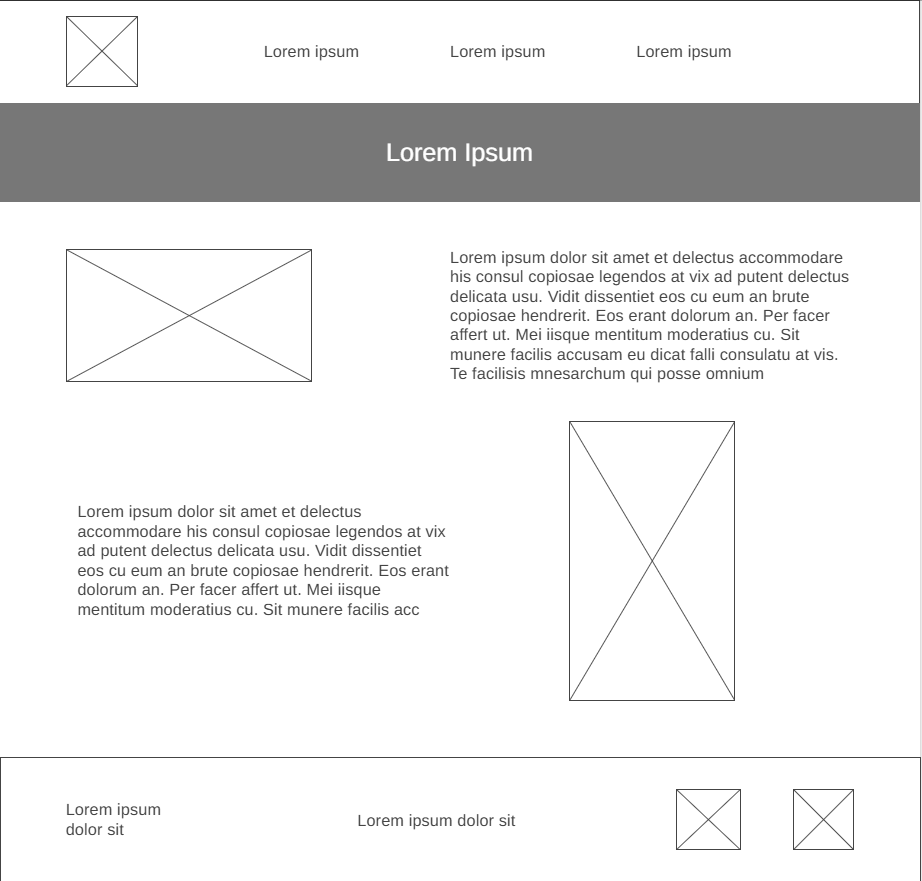 Lorem ipsum
Lorem ipsum
Lorem ipsum
Lorem Ipsum
Lorem ipsum dolor sit amet et delectus accommodare
his consul copiosae legendos at vix ad putent delectus
delicata usu. Vidit dissentiet eos cu eum an brute
copiosae hendrerit. Eos erant dolorum an. Per facer
affert ut. Mei iisque mentitum moderatius cu. Sit
munere facilis accusam eu dicat falli consulatu at vis.
Te facilisis mnesarchum qui posse omnium
Lorem ipsum dolor sit amet et delectus
accommodare his consul copiosae legendos at vix
ad putent delectus delicata usu. Vidit dissentiet
eos cu eum an brute copiosae hendrerit. Eos erant
dolorum an. Per facer affert ut. Mei iisque
mentitum moderatius cu. Sit munere facilis acc
Lorem ipsum
dolor sit
Lorem ipsum dolor sit